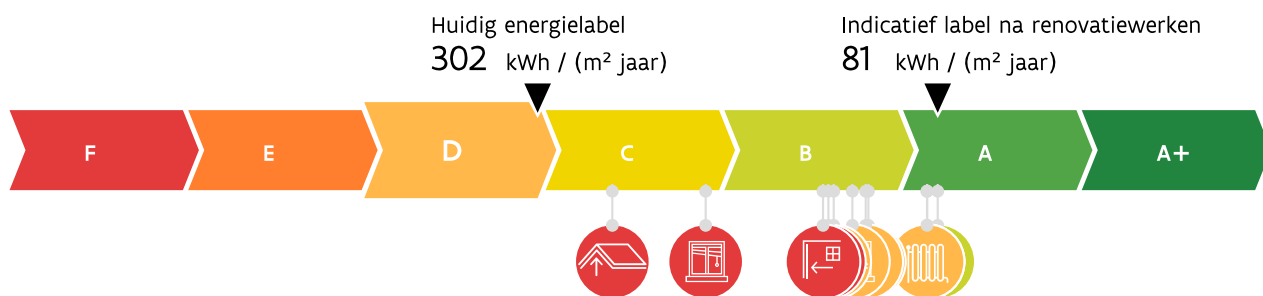 Huidig energielabel
302 kWh / (m² jaar)
Indicatief label na renovatiewerken
81 kWh / (m² jaar)
F E D C B A A+